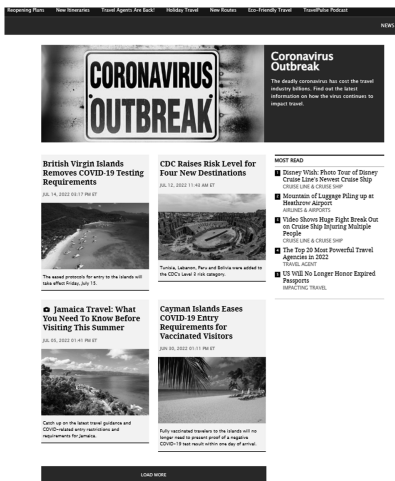 Reopening Plans New Itineraries Travel Agents Are Back! Holiday Travel New Routes Eco-Friendly Travel TravelPulse Podcast
NEWS
CORONAVIRUS
OUTBREAK
Coronavirus
Outbreak
The deadly coronavirus has cost the travel
industry billions. Find out the latest
information on how the virus continues to
impact travel.
British Virgin Islands
Removes COVID-19 Testing
Requirements
JUL 14, 2022 03:17 PM ET
The eased protocols for entry to the islands will
take effect Friday, July 15.
CDC Raises Risk Level for
Four New Destinations
JUL 12, 2022 11:43 AM ET
Tunisia, Lebanon, Peru and Bolivia were added to
the CDC's Level 3 risk category.
Jamaica Travel: What
You Need To Know Before
Visiting This Summer
JUL 05, 2022 01:41 PM ET
Catch up on the latest travel guidance and
COVID-related entry restrictions and
requirements for Jamaica.
Cayman Islands Eases
COVID-19 Entry
Requirements for
Vaccinated Visitors
JUN 30, 2022 01:11 PM ET
Fully vaccinated travelers to the islands will no
longer need to present proof of a negative
COVID-19 test result within one day of arrival.
LOAD MORE
MOST READ
1 Disney Wish: Photo Tour of Disney
Cruise Line's Newest Cruise Ship
CRUISE LINE & CRUISE SHIP
2 Mountain of Luggage Piling up at
Heathrow Airport
AIRLINES & AIRPORTS
3 Video Shows Huge Fight Break Out
on Cruise Ship Injuring Multiple
People
CRUISE LINE & CRUISE SHIP
4 The Top 20 Most Powerful Travel
Agencies in 2022
TRAVEL AGENT
5 US Will No Longer Honor Expired
Passports
IMPACTING TRAVEL